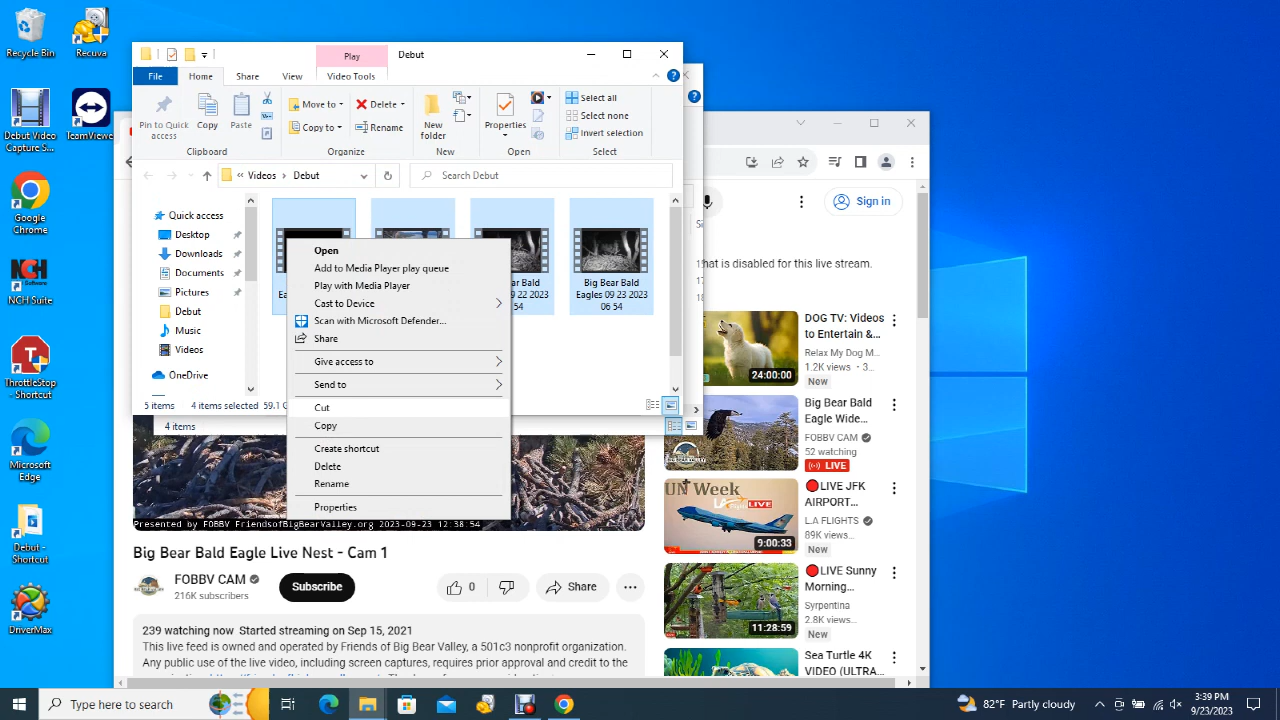 Recycle Bin
Recuva
Debut Video
Capture S...
TeamViewer
Google
Chrome
NCH Suite
ThrottleStop
- Shortcut
Microsoft
Edge
Debut -
Shortcut
DriverMax
Play
Debut
File
Home
Share
View
Video Tools
Pin to Quick
access
Copy
Paste
Clipboard
Move to
Copy to
Delete
Rename
Organize
New
folder
New
Properties
Open
Select all
Select none
Invert selection
Select
Videos
Debut
Search Debut
Quick access
Desktop
Downloads
Documents
Pictures
Debut
Music
Videos
OneDrive
Big Bear Bald
Eagles 09 23 2023
06 54
5 items
4 items selected
4 items
Open
Add to Media Player play queue
Play with Media Player
Cast to Device
Scan with Microsoft Defender...
Share
Give access to
Send to
Cut
Copy
Create shortcut
Delete
Rename
Properties
Sign in
that is disabled for this live stream.
DOG TV: Videos
to Entertain &
Relax My Dog M...
1.2K views • 3...
New
24:00:00
Big Bear Bald
Eagle Wide...
FOBBV CAM
52 watching
LIVE
UN Week
LIVE
9:00:33
LIVE JFK
AIRPORT...
L.A FLIGHTS
89K views...
New
11:28:59
LIVE Sunny
Morning...
Syrpentina
2.8K views...
New
Sea Turtle 4K
VIDEO (ULTRA
Presented by FOBBV FriendsofBigBearValley.org 2023-09-23 12:38:54
Big Bear Bald Eagle Live Nest - Cam 1
FOBBV CAM
216K subscribers
Subscribe
0
Share
239 watching now Started streaming on Sep 15, 2021
This live feed is owned and operated by Friends of Big Bear Valley, a 501c3 nonprofit organization.
Any public use of the live video, including screen captures, requires prior approval and credit to the
Type here to search
82°F Partly cloudy
3:39 PM
9/23/2023